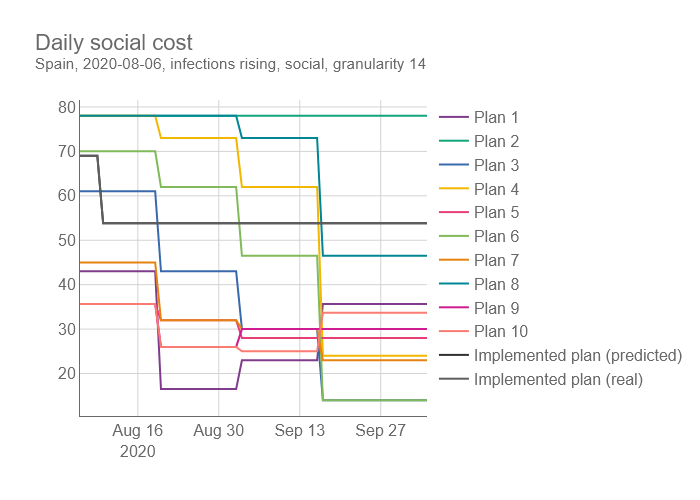 Daily social cost
Spain, 2020-08-06, infections rising, social, granularity 14
80
70
60
50
40
30
20
Aug 16
2020
Aug 30
Sep 13
Sep 27
Plan 1
Plan 2
Plan 3
Plan 4
Plan 5
Plan 6
Plan 7
Plan 8
Plan 9
Plan 10
Implemented plan (predicted)
Implemented plan (real)